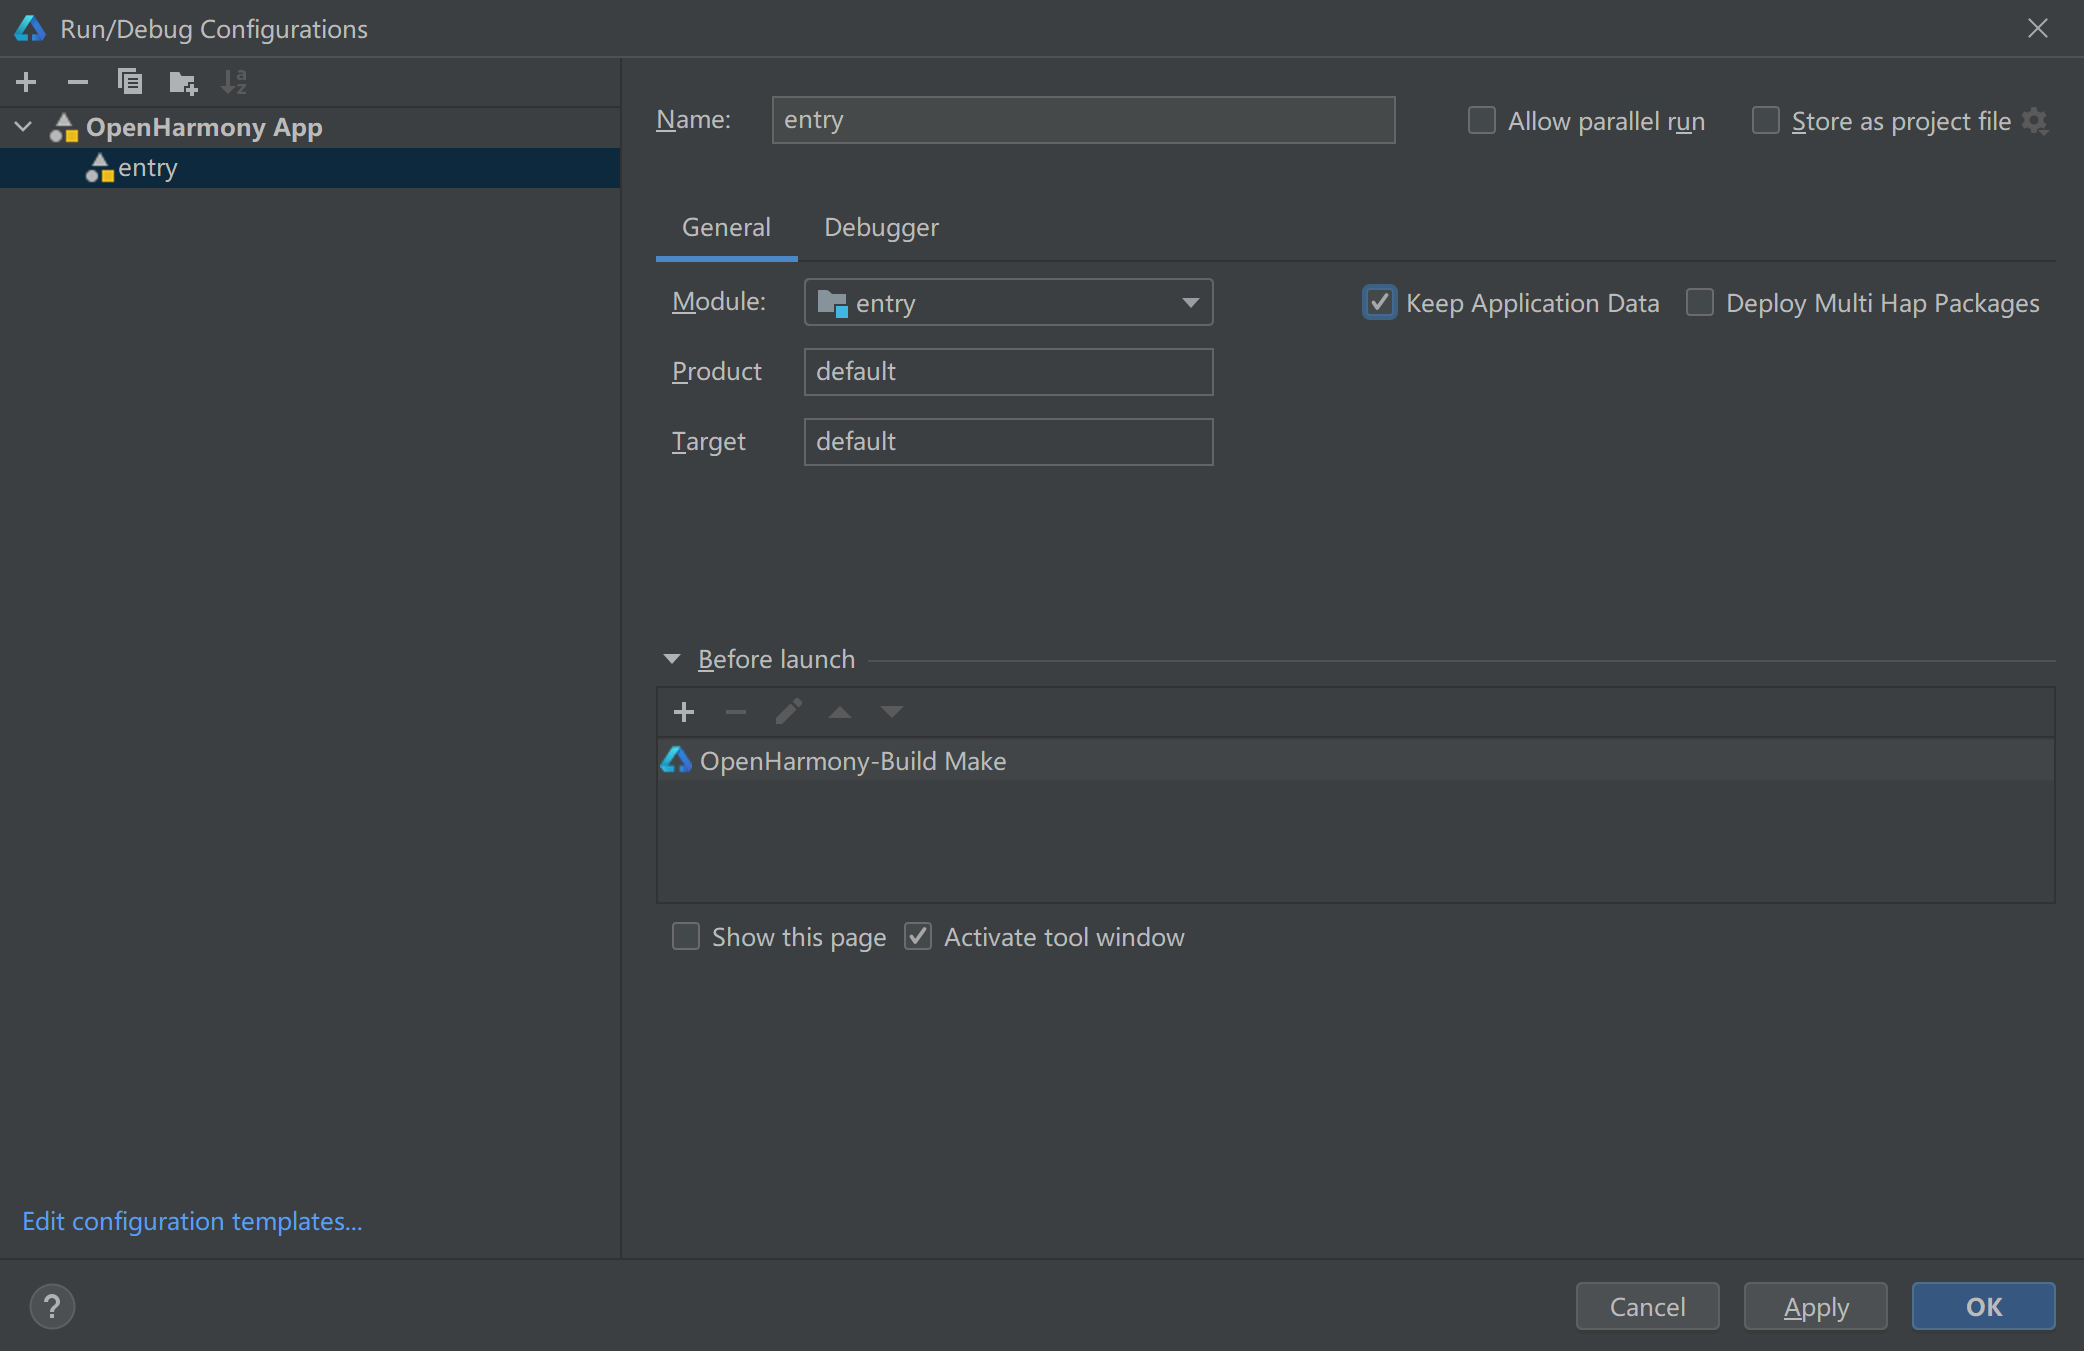 Run/Debug Configurations
OpenHarmony App
entry
Edit configuration templates...
Name:
entry
Allow parallel run
Store as project file
General
Debugger
Module:
entry
Keep Application Data
Deploy Multi Hap Packages
Product
default
Target
default
Before launch
OpenHarmony-Build Make
Show this page
Activate tool window
?
Cancel
Apply
OK